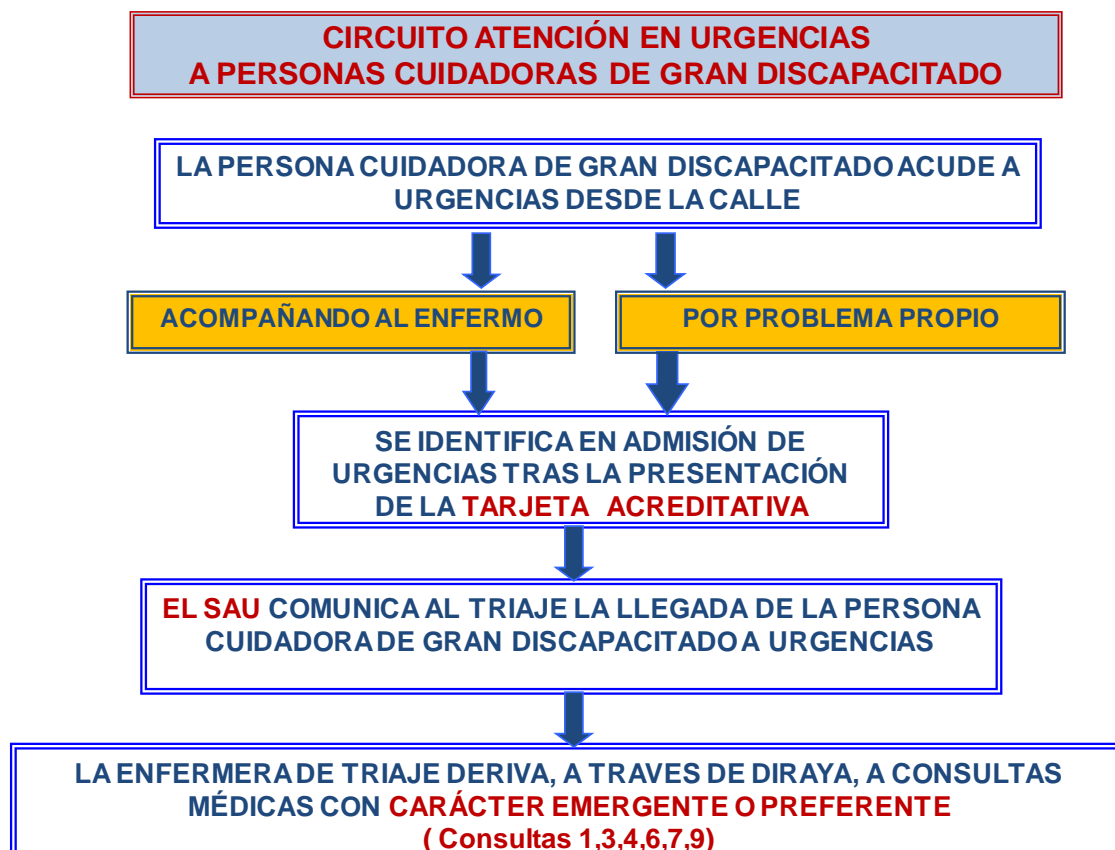 CIRCUITO ATENCIÓN EN URGENCIAS
A PERSONAS CUIDADORAS DE GRAN DISCAPACITADO
LA PERSONA CUIDADORA DE GRAN DISCAPACITADO ACUDE A
URGENCIAS DESDE LA CALLE
ACOMPAÑANDO AL ENFERMO
POR PROBLEMA PROPIO
SE IDENTIFICA EN ADMISIÓN DE
URGENCIAS TRAS LA PRESENTACIÓN
DE LA TARJETA ACREDITATIVA
EL SAU COMUNICA AL TRIAJE LA LLEGADA DE LA PERSONA
CUIDADORA DE GRAN DISCAPACITADO A URGENCIAS
LA ENFERMERA DE TRIAJE DERIVA, A TRAVES DE DIRAYA, A CONSULTAS
MÉDICAS CON CARÁCTER EMERGENTE O PREFERENTE
( Consultas 1,3,4,6,7,9)